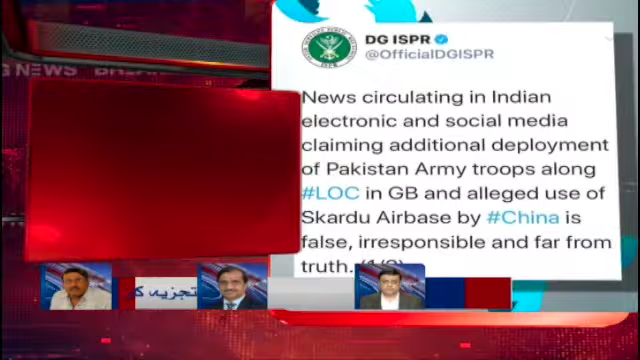 DG ISPR
@OfficialDGISPR
News circulating in Indian
electronic and social media
claiming additional deployment
of Pakistan Army troops along
#LOC in GB and alleged use of
Skardu Airbase by #China is
false, irresponsible and far from
truth. (1/2)
NEWS
تجزیہ ک